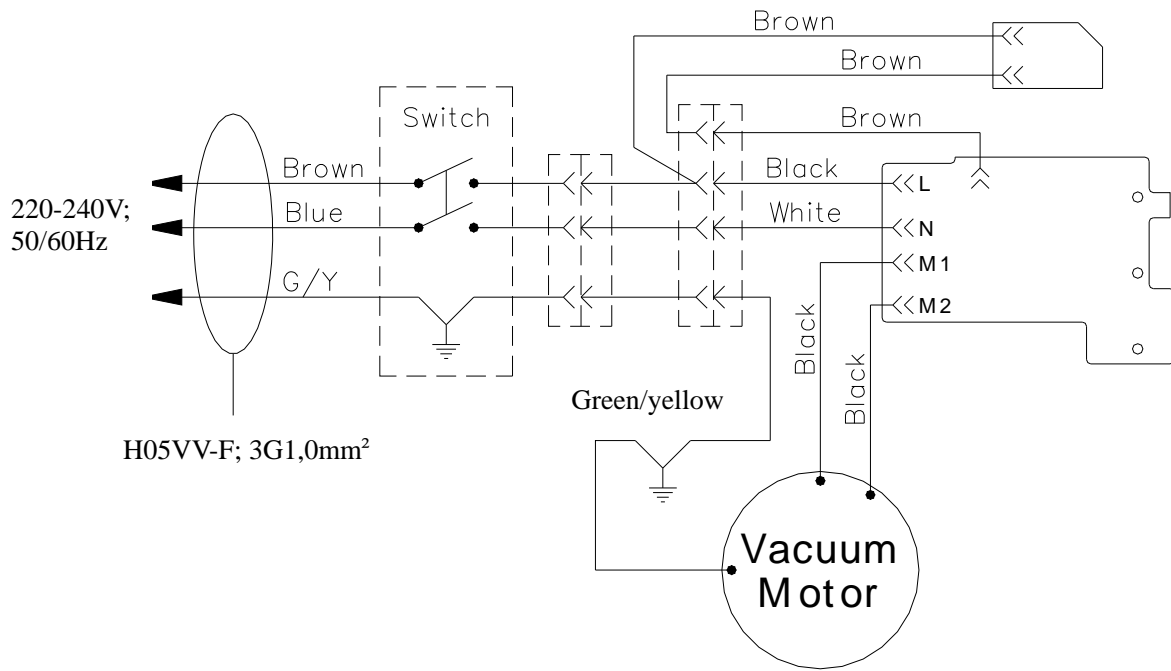 Brown
Brown
Switch
Brown
Brown
Black
L
220-240V;
50/60Hz
Blue
White
N
G/Y
M1
M2
Black
Black
Green/yellow
H05VV-F; 3G1,0mm²
Vacuum
Motor